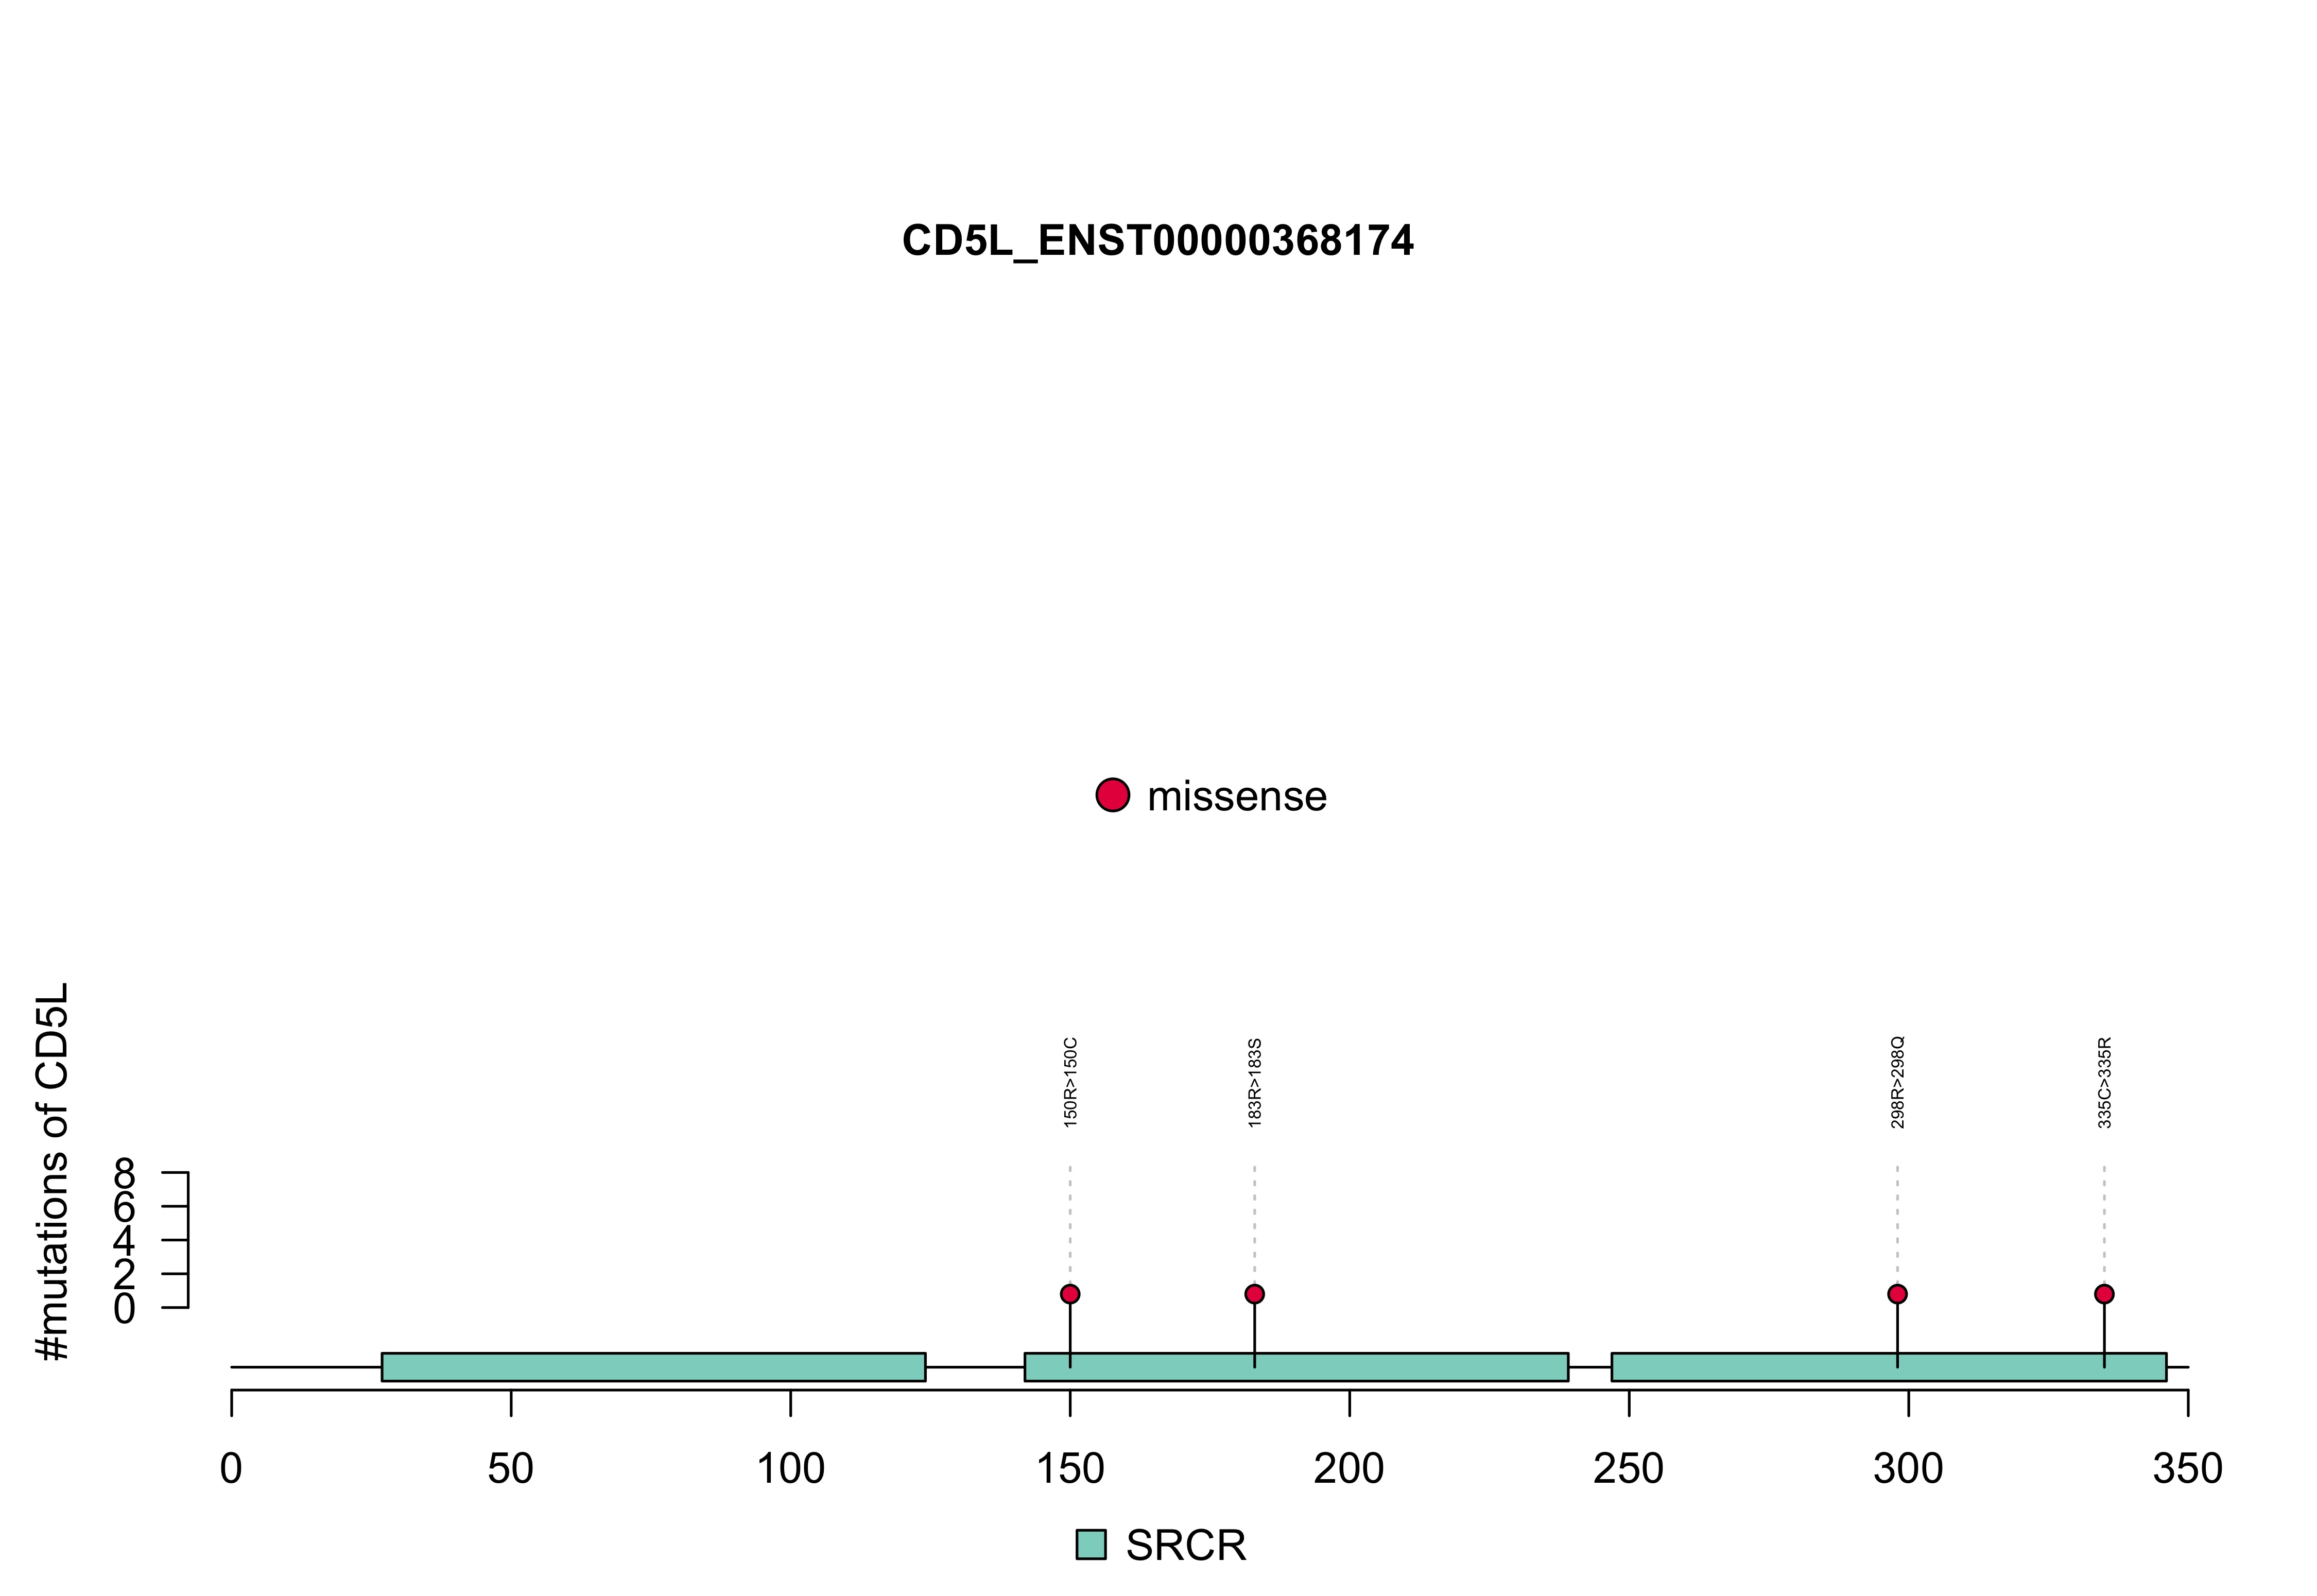 CD5L_ENST00000368174
missense
#mutations of CD5L
150R>150C
183R>183S
298R>298Q
335C>335R
8
6
4
2
0
0 50 100 150 200 250 300 350
SRCR